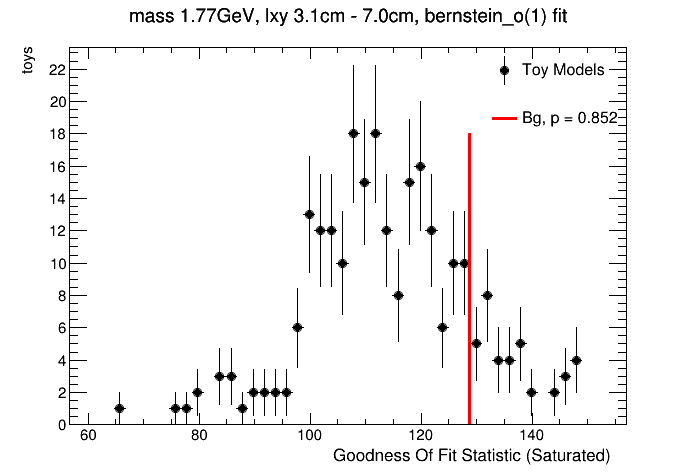 mass 1.77GeV, lxy 3.1cm - 7.0cm, bernstein_o(1) fit
toys
22
20
18
16
14
12
10
8
6
4
2
0
Toy Models
Bg, p = 0.852
60 80 100 120 140
Goodness Of Fit Statistic (Saturated)